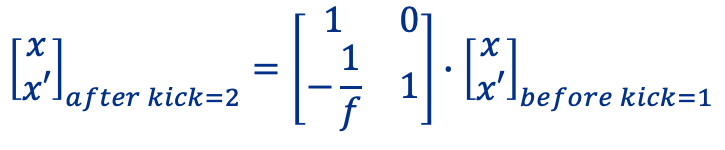 [x x']after kick=2 = [1 0 -1/f 1] · [x x']before kick=1